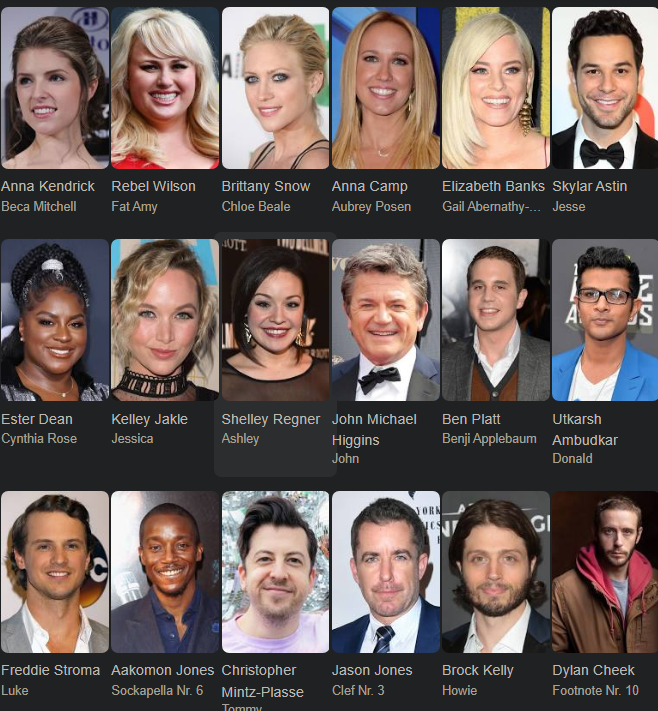 Anna Kendrick
Beca Mitchell
Rebel Wilson
Fat Amy
Brittany Snow
Chloe Beale
Anna Camp
Aubrey Posen
Elizabeth Banks
Gail Abernathy-...
Skylar Astin
Jesse
Ester Dean
Cynthia Rose
Kelley Jakle
Jessica
Shelley Regner
Ashley
John Michael
Higgins
John
Ben Platt
Benji Applebaum
Utkarsh
Ambudkar
Donald
Freddie Stroma
Luke
Aakomon Jones
Sockapella Nr. 6
Christopher
Mintz-Plasse
Tommy
Jason Jones
Clef Nr. 3
Brock Kelly
Howie
Dylan Cheek
Footnote Nr. 10